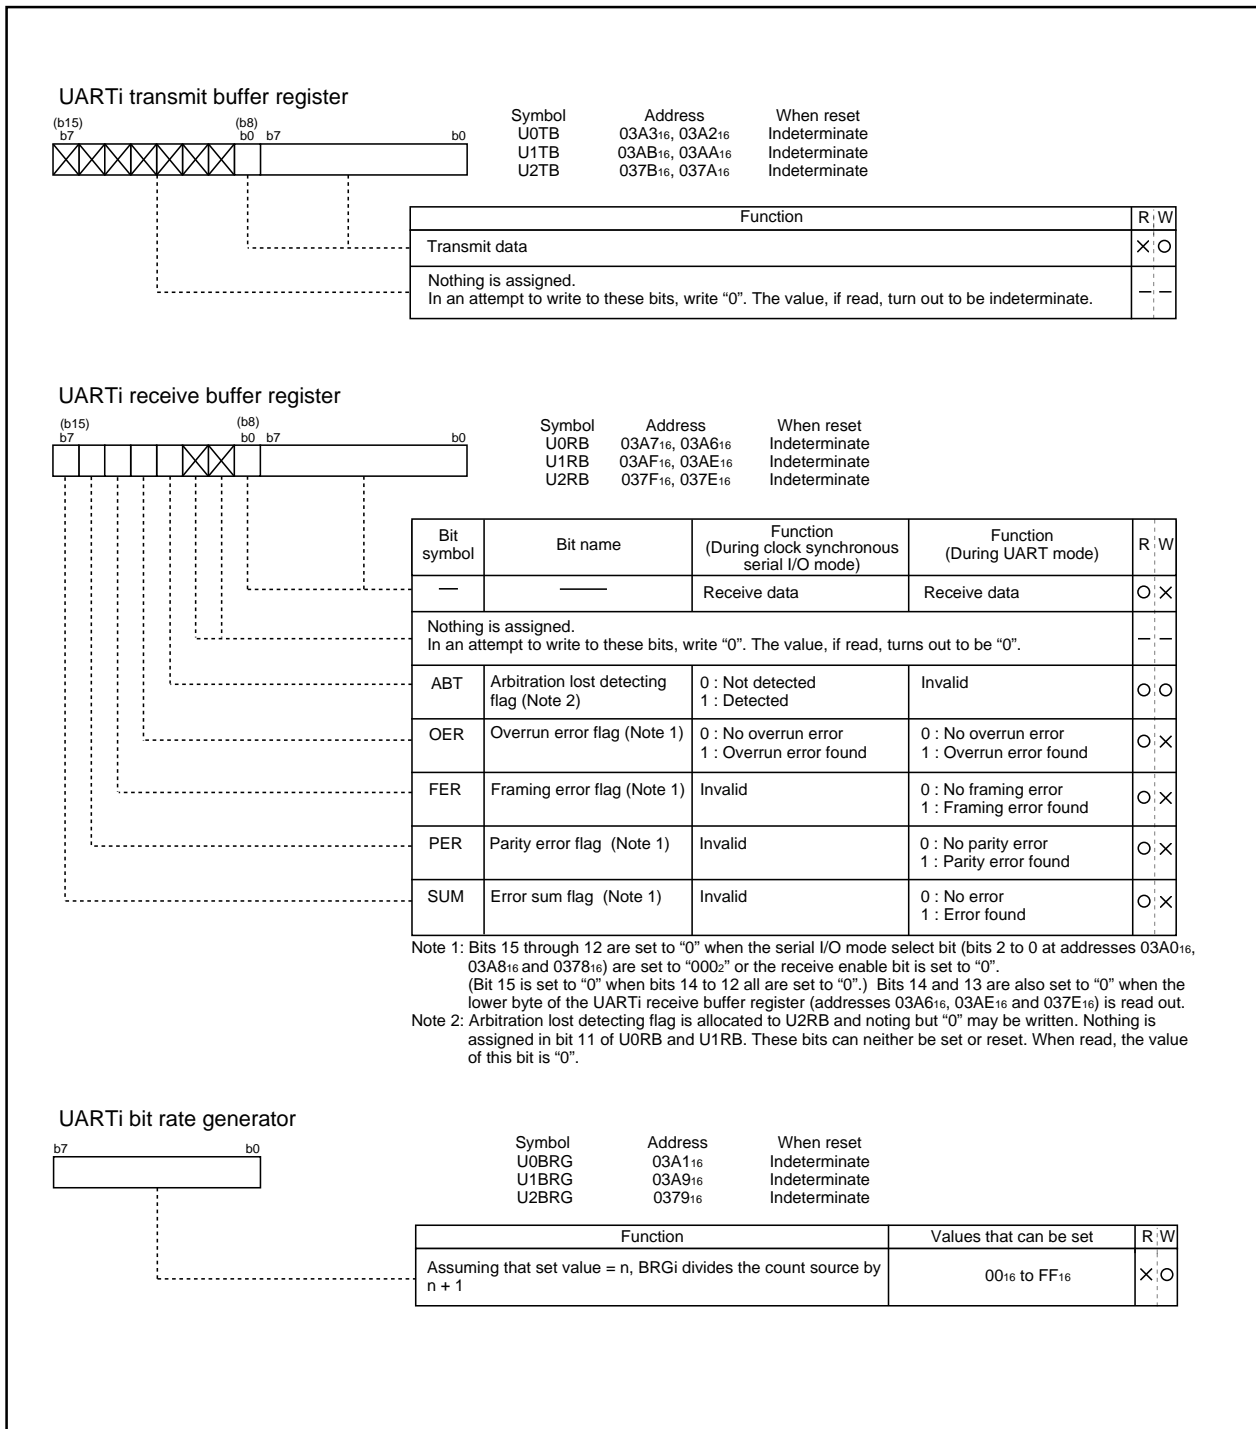 UARTi transmit buffer register
(b15) (b8)
b7 b0 b7 b0
Symbol Address When reset
U0TB 03A316, 03A216 Indeterminate
U1TB 03AB16, 03AA16 Indeterminate
U2TB 037B16, 037A16 Indeterminate
Function R W
Transmit data × ○
Nothing is assigned.
In an attempt to write to these bits, write “0”. The value, if read, turn out to be indeterminate. — —
UARTi receive buffer register
(b15) (b8)
b7 b0 b7 b0
Symbol Address When reset
U0RB 03A716, 03A616 Indeterminate
U1RB 03AF16, 03AE16 Indeterminate
U2RB 037F16, 037E16 Indeterminate
Bit symbol Bit name Function (During clock synchronous serial I/O mode) Function (During UART mode) R W
— — Receive data Receive data ○ ×
Nothing is assigned.
In an attempt to write to these bits, write “0”. The value, if read, turns out to be “0”. — —
ABT Arbitration lost detecting 0 : Not detected Invalid ○ ○
flag (Note 2) 1 : Detected
OER Overrun error flag (Note 1) 0 : No overrun error 0 : No overrun error ○ ×
1 : Overrun error found 1 : Overrun error found
FER Framing error flag (Note 1) Invalid 0 : No framing error ○ ×
1 : Framing error found
PER Parity error flag (Note 1) Invalid 0 : No parity error ○ ×
1 : Parity error found
SUM Error sum flag (Note 1) Invalid 0 : No error ○ ×
1 : Error found
Note 1: Bits 15 through 12 are set to “0” when the serial I/O mode select bit (bits 2 to 0 at addresses 03A016,
03A816 and 037816) are set to “0002” or the receive enable bit is set to “0”.
(Bit 15 is set to “0” when bits 14 to 12 all are set to “0”.) Bits 14 and 13 are also set to “0” when the
lower byte of the UARTi receive buffer register (addresses 03A616, 03AE16 and 037E16) is read out.
Note 2: Arbitration lost detecting flag is allocated to U2RB and noting but “0” may be written. Nothing is
assigned in bit 11 of U0RB and U1RB. These bits can neither be set or reset. When read, the value
of this bit is “0”.
UARTi bit rate generator
b7 b0
Symbol Address When reset
U0BRG 03A116 Indeterminate
U1BRG 03A916 Indeterminate
U2BRG 037916 Indeterminate
Function Values that can be set R W
Assuming that set value = n, BRGi divides the count source by 0016 to FF16 × ○
n + 1